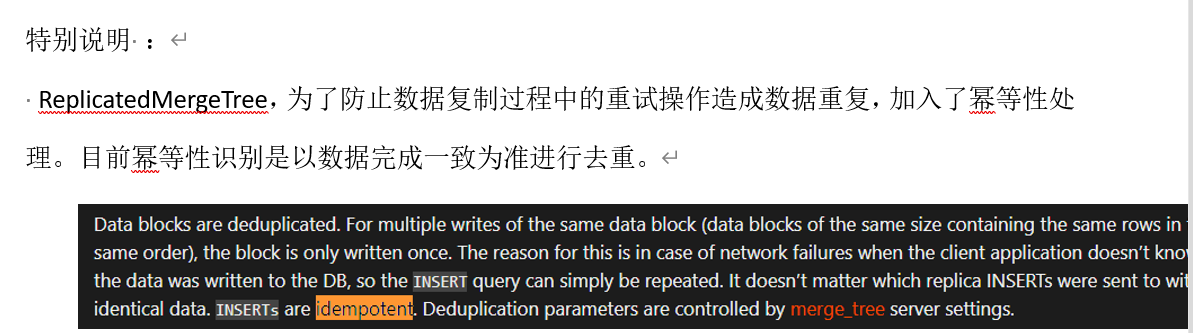 特别说明 ：
· ReplicatedMergeTree，为了防止数据复制过程中的重试操作造成数据重复，加入了幂等性处
理。目前幂等性识别是以数据完成一致为准进行去重。
Data blocks are deduplicated. For multiple writes of the same data block (data blocks of the same size containing the same rows in
same order), the block is only written once. The reason for this is in case of network failures when the client application doesn't
the data was written to the DB, so the INSERT query can simply be repeated. It doesn't matter which replica INSERTs were sent to
identical data. INSERTs are idempotent. Deduplication parameters are controlled by merge_tree server settings.